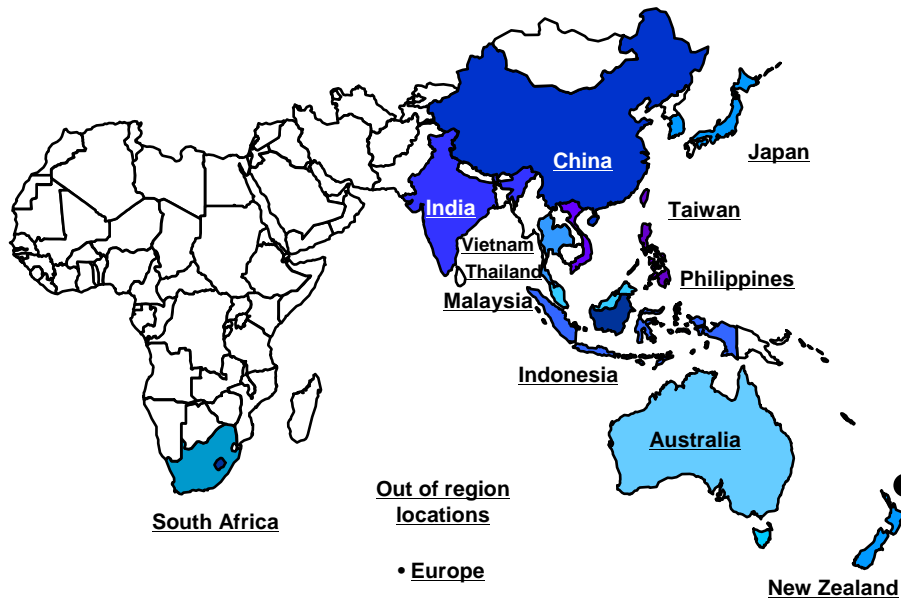 Japan
China
India
Taiwan
Vietnam
Thailand
Philippines
Malaysia
Indonesia
Australia
Out of region
locations
South Africa
• Europe
New Zealand